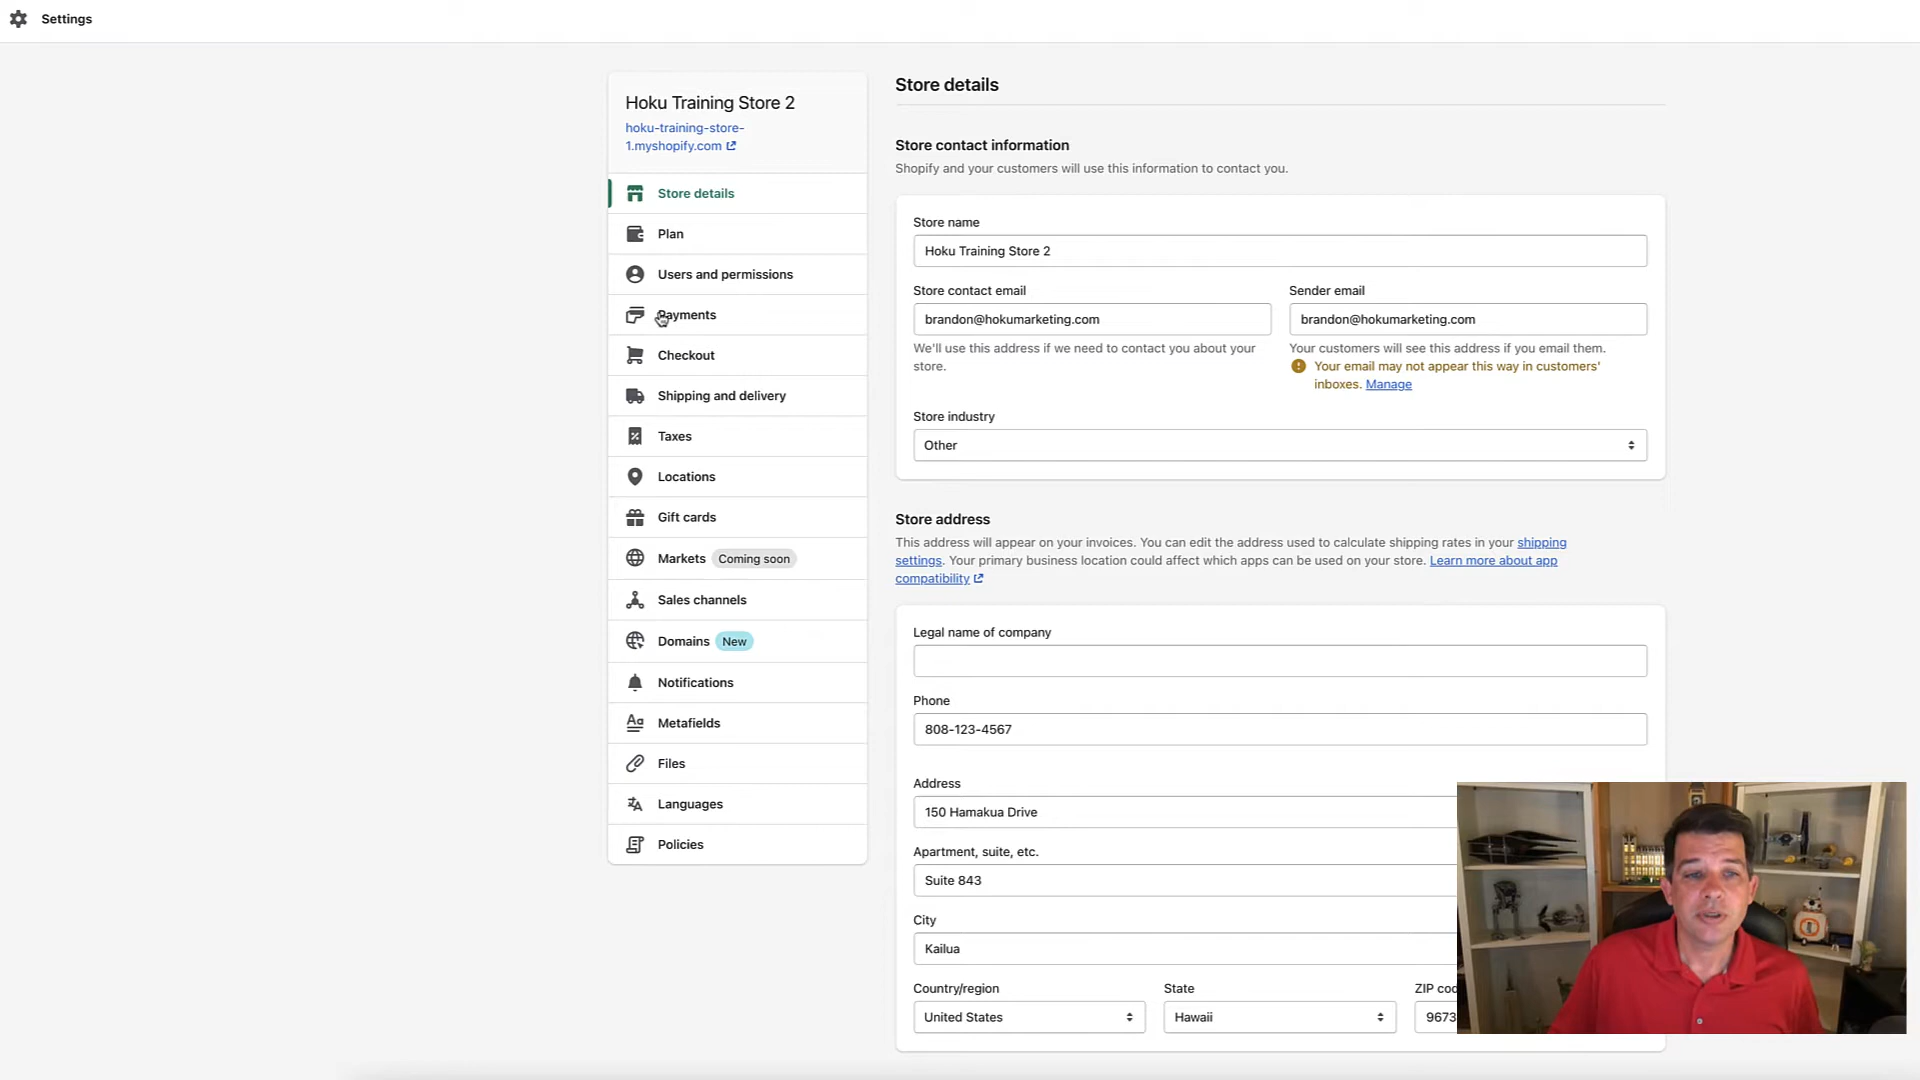 Settings
Hoku Training Store 2
hoku-training-store-
1.myshopify.com
Store details
Plan
Users and permissions
Payments
Checkout
Shipping and delivery
Taxes
Locations
Gift cards
Markets Coming soon
Sales channels
Domains New
Notifications
Metafields
Files
Languages
Policies
Store details
Store contact information
Shopify and your customers will use this information to contact you.
Store name
Hoku Training Store 2
Store contact email
brandon@hokumarketing.com
We'll use this address if we need to contact you about your
store.
Sender email
brandon@hokumarketing.com
Your customers will see this address if you email them.
Your email may not appear this way in customers'
inboxes. Manage
Store industry
Other
Store address
This address will appear on your invoices. You can edit the address used to calculate shipping rates in your shipping
settings. Your primary business location could affect which apps can be used on your store. Learn more about app
compatibility
Legal name of company
Phone
808-123-4567
Address
150 Hamakua Drive
Apartment, suite, etc.
Suite 843
City
Kailua
Country/region
United States
State
Hawaii
ZIP
9673